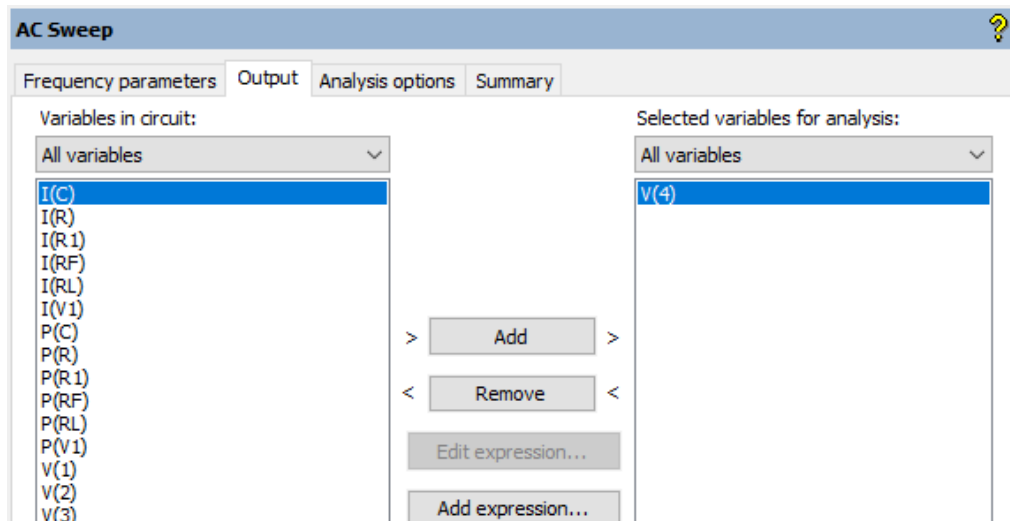 AC Sweep
Frequency parameters Output Analysis options Summary
Variables in circuit:
All variables
I(C)
I(R)
I(R1)
I(RF)
I(RL)
I(V1)
P(C)
P(R)
P(R1)
P(RF)
P(RL)
P(V1)
V(1)
V(2)
V(3)
> Add >
< Remove <
Edit expression...
Add expression...
Selected variables for analysis:
All variables
V(4)